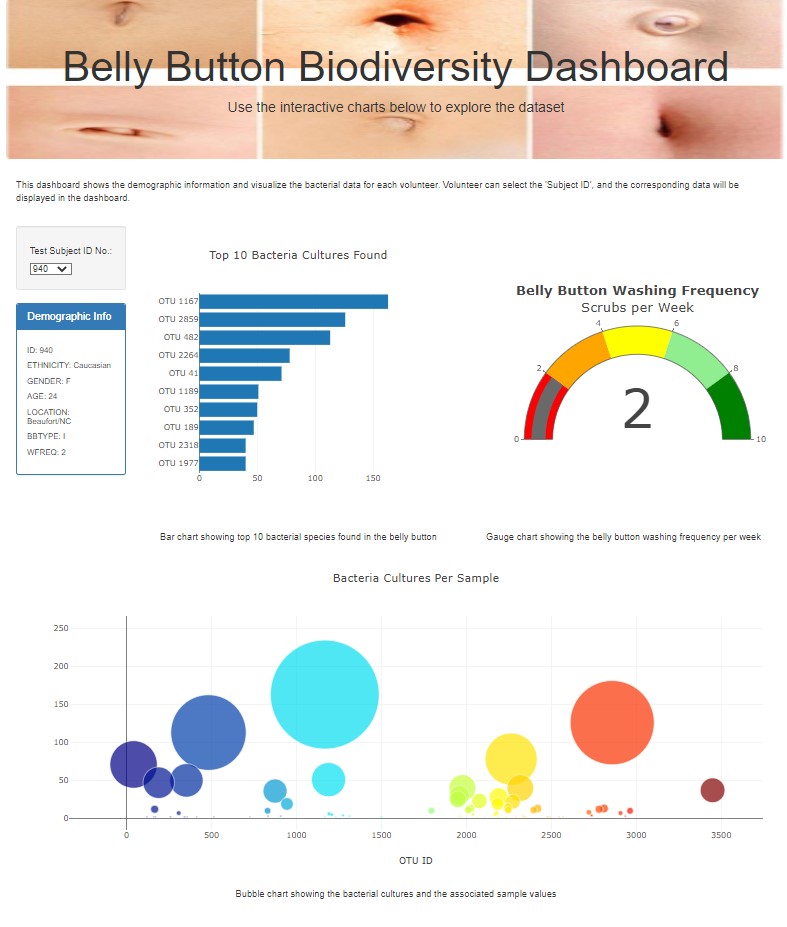 Belly Button Biodiversity Dashboard
Use the interactive charts below to explore the dataset
This dashboard shows the demographic information and visualize the bacterial data for each volunteer. Volunteer can select the 'Subject ID', and the corresponding data will be
displayed in the dashboard.
Test Subject ID No.:
940
Demographic Info
ID: 940
ETHNICITY: Caucasian
GENDER: F
AGE: 24
LOCATION:
Beaufort/NC
BBTYPE: I
WFREQ: 2
Top 10 Bacteria Cultures Found
OTU 1167
OTU 2859
OTU 482
OTU 2264
OTU 41
OTU 1189
OTU 352
OTU 189
OTU 2318
OTU 1977
0 50 100 150
Bar chart showing top 10 bacterial species found in the belly button
Belly Button Washing Frequency
Scrubs per Week
0 2 4 6 8 10
2
Gauge chart showing the belly button washing frequency per week
Bacteria Cultures Per Sample
250
200
150
100
50
0
0 500 1000 1500 2000 2500 3000 3500
OTU ID
Bubble chart showing the bacterial cultures and the associated sample values